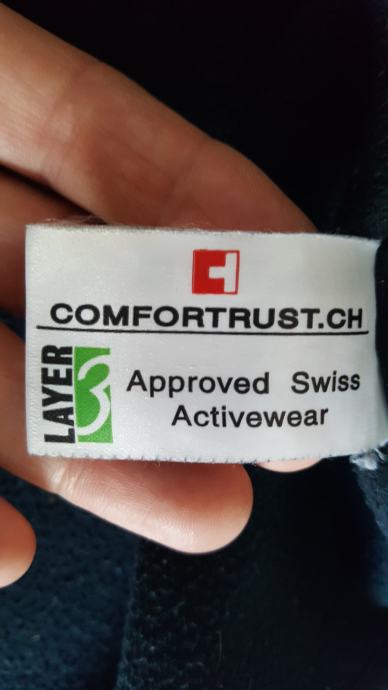 COMFORTRUST.CH
LAYER 3
Approved Swiss
Activewear